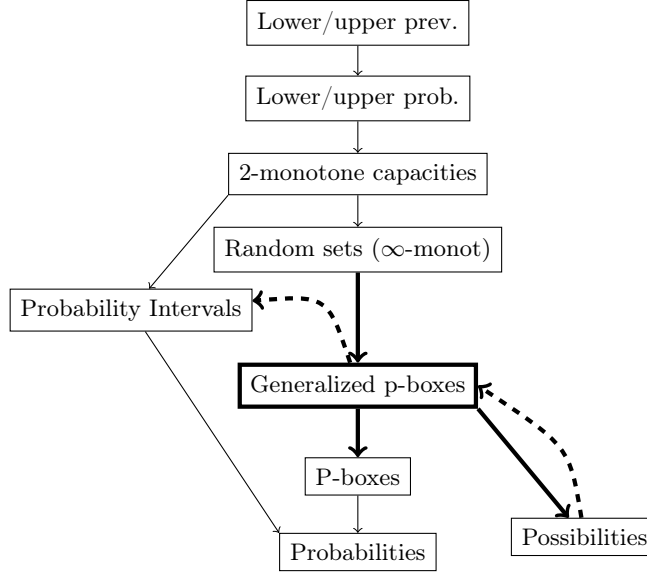 Lower/upper prev.
Lower/upper prob.
2-monotone capacities
Random sets (∞-monot)
Probability Intervals
Generalized p-boxes
P-boxes
Possibilities
Probabilities